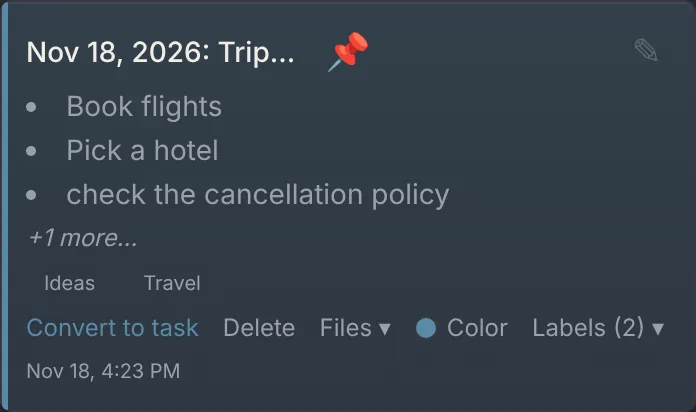 Nov 18, 2026: Trip...
• Book flights
• Pick a hotel
• check the cancellation policy
+1 more...
Ideas Travel
Convert to task Delete Files ▾ Color Labels (2) ▾
Nov 18, 4:23 PM